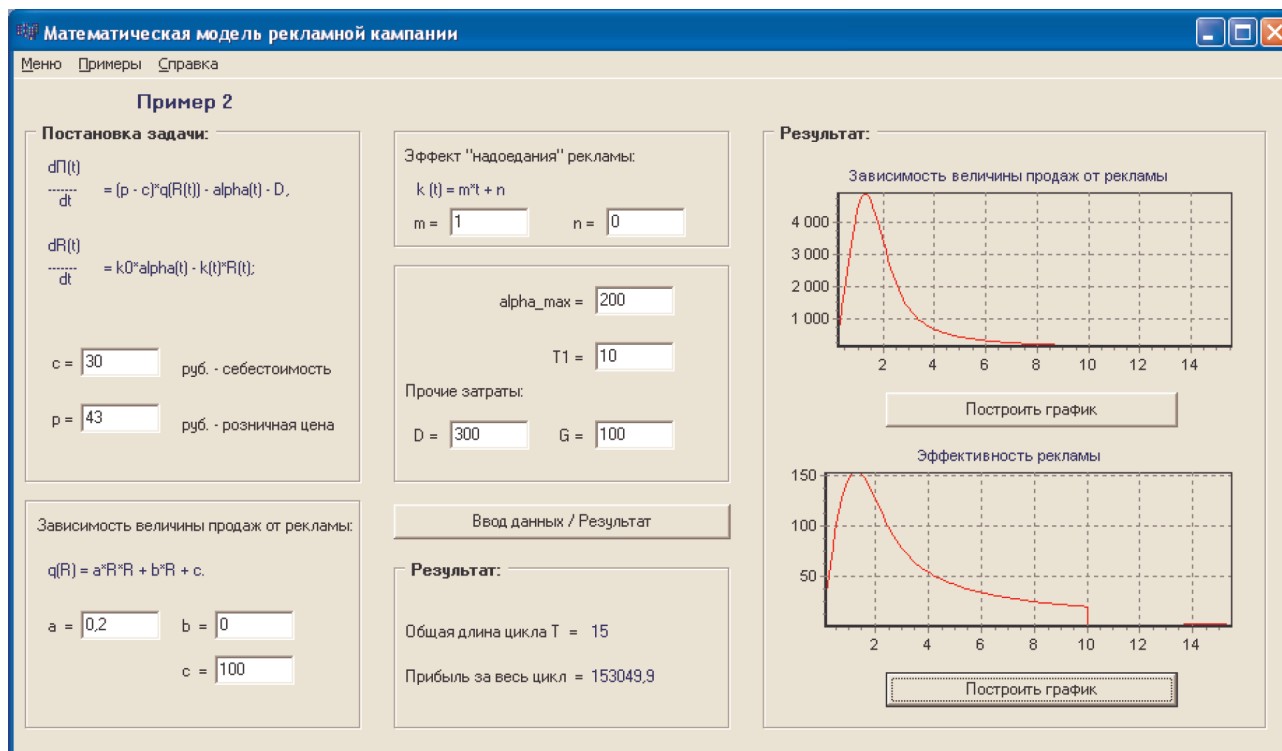 Математическая модель рекламной кампании
Меню Примеры Справка
Пример 2
Постановка задачи:
dП(t)
-------
dt
= (p - c)*q(R(t)) - alpha(t) - D,
dR(t)
-------
dt
= k0*alpha(t) - k(t)*R(t);
c = 30 руб. - себестоимость
p = 43 руб. - розничная цена
Зависимость величины продаж от рекламы:
q(R) = a*R*R + b*R + c.
a = 0,2 b = 0
c = 100
Эффект "надоедания" рекламы:
k (t) = m*t + n
m = 1 n = 0
alpha_max = 200
T1 = 10
Прочие затраты:
D = 300 G = 100
Ввод данных / Результат
Результат:
Общая длина цикла T = 15
Прибыль за весь цикл = 153049,9
Результат:
Зависимость величины продаж от рекламы
4 000
3 000
2 000
1 000
2 4 6 8 10 12 14
Построить график
Эффективность рекламы
150
100
50
2 4 6 8 10 12 14
Построить график